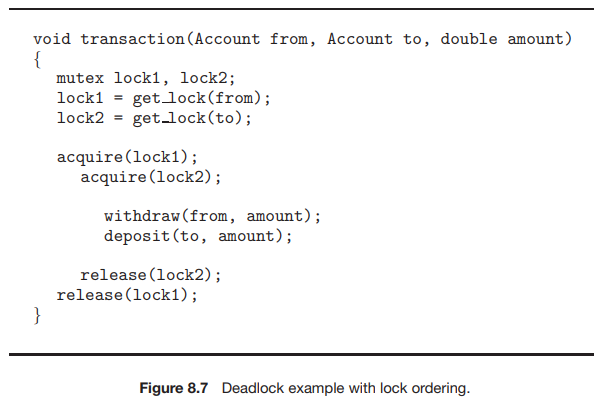 void transaction(Account from, Account to, double amount)
{
mutex lock1, lock2;
lock1 = get_lock(from);
lock2 = get_lock(to);
acquire(lock1);
acquire(lock2);
withdraw(from, amount);
deposit(to, amount);
release(lock2);
release(lock1);
}
Figure 8.7 Deadlock example with lock ordering.